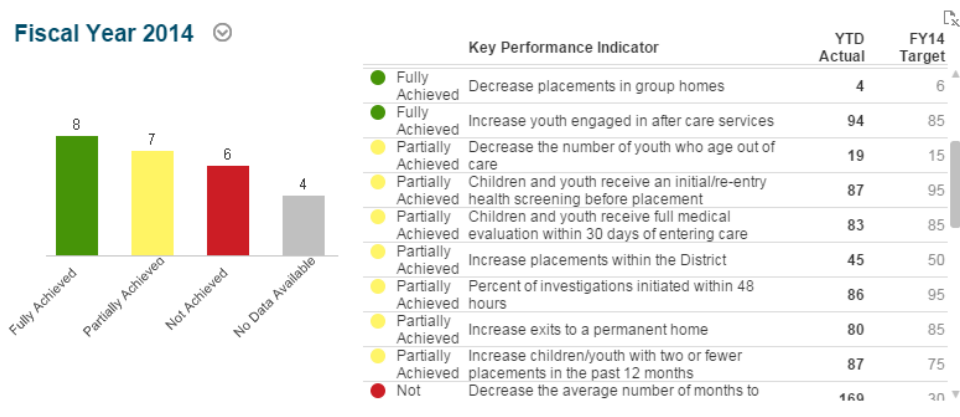 Fiscal Year 2014
8
7
6
4
Fully Achieved
Partially Achieved
Not Achieved
No Data Available
Key Performance Indicator
YTD
Actual
FY14
Target
Fully
Achieved
Decrease placements in group homes
4
6
Fully
Achieved
Increase youth engaged in after care services
94
85
Partially
Achieved
Decrease the number of youth who age out of
care
19
15
Partially
Achieved
Children and youth receive an initial/re-entry
health screening before placement
87
95
Partially
Achieved
Children and youth receive full medical
evaluation within 30 days of entering care
83
85
Partially
Achieved
Increase placements within the District
45
50
Partially
Achieved
Percent of investigations initiated within 48
hours
86
95
Partially
Achieved
Increase exits to a permanent home
80
85
Partially
Achieved
Increase children/youth with two or fewer
placements in the past 12 months
87
75
Not
Decrease the average number of months to
169
30